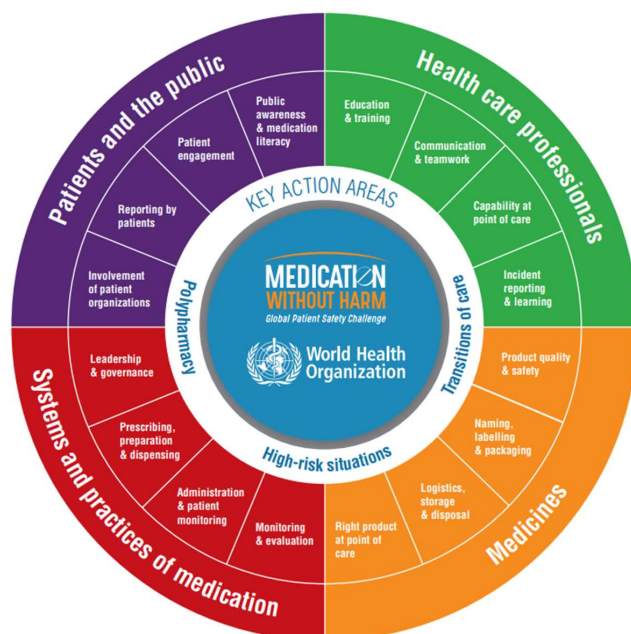 Patients and the public
Public
awareness
& medication
literacy
Patient
engagement
Reporting by
patients
Involvement
of patient
organizations
Health care professionals
Education
& training
Communication
& teamwork
Capability at
point of care
Incident
reporting
& learning
KEY ACTION AREAS
Polypharmacy
Transitions of care
High-risk situations
MEDICATION
WITHOUT HARM
Global Patient Safety Challenge
World Health
Organization
Systems and practices of medication
Leadership
& governance
Prescribing,
preparation
& dispensing
Administration
& patient
monitoring
Monitoring
& evaluation
Medicines
Product quality
& safety
Naming,
labelling
& packaging
Logistics,
storage
& disposal
Right product
at point of
care